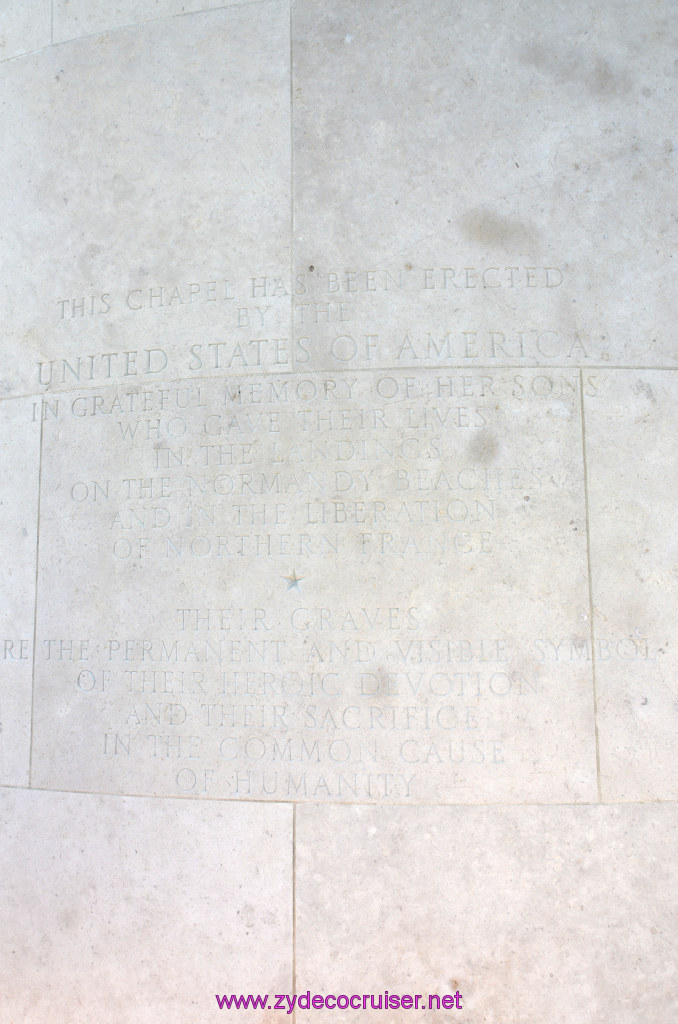 THIS CHAPEL HAS BEEN ERECTED
BY THE
UNITED STATES OF AMERICA
IN GRATEFUL MEMORY OF HER SONS
WHO GAVE THEIR LIVES
IN THE LANDINGS
ON THE NORMANDY BEACHES
AND IN THE LIBERATION
OF NORTHERN FRANCE
THEIR GRAVES
RE THE PERMANENT AND VISIBLE SYMBOL
OF THEIR HEROIC DEVOTION
AND THEIR SACRIFICE
IN THE COMMON CAUSE
OF HUMANITY
www.zydecocruiser.net